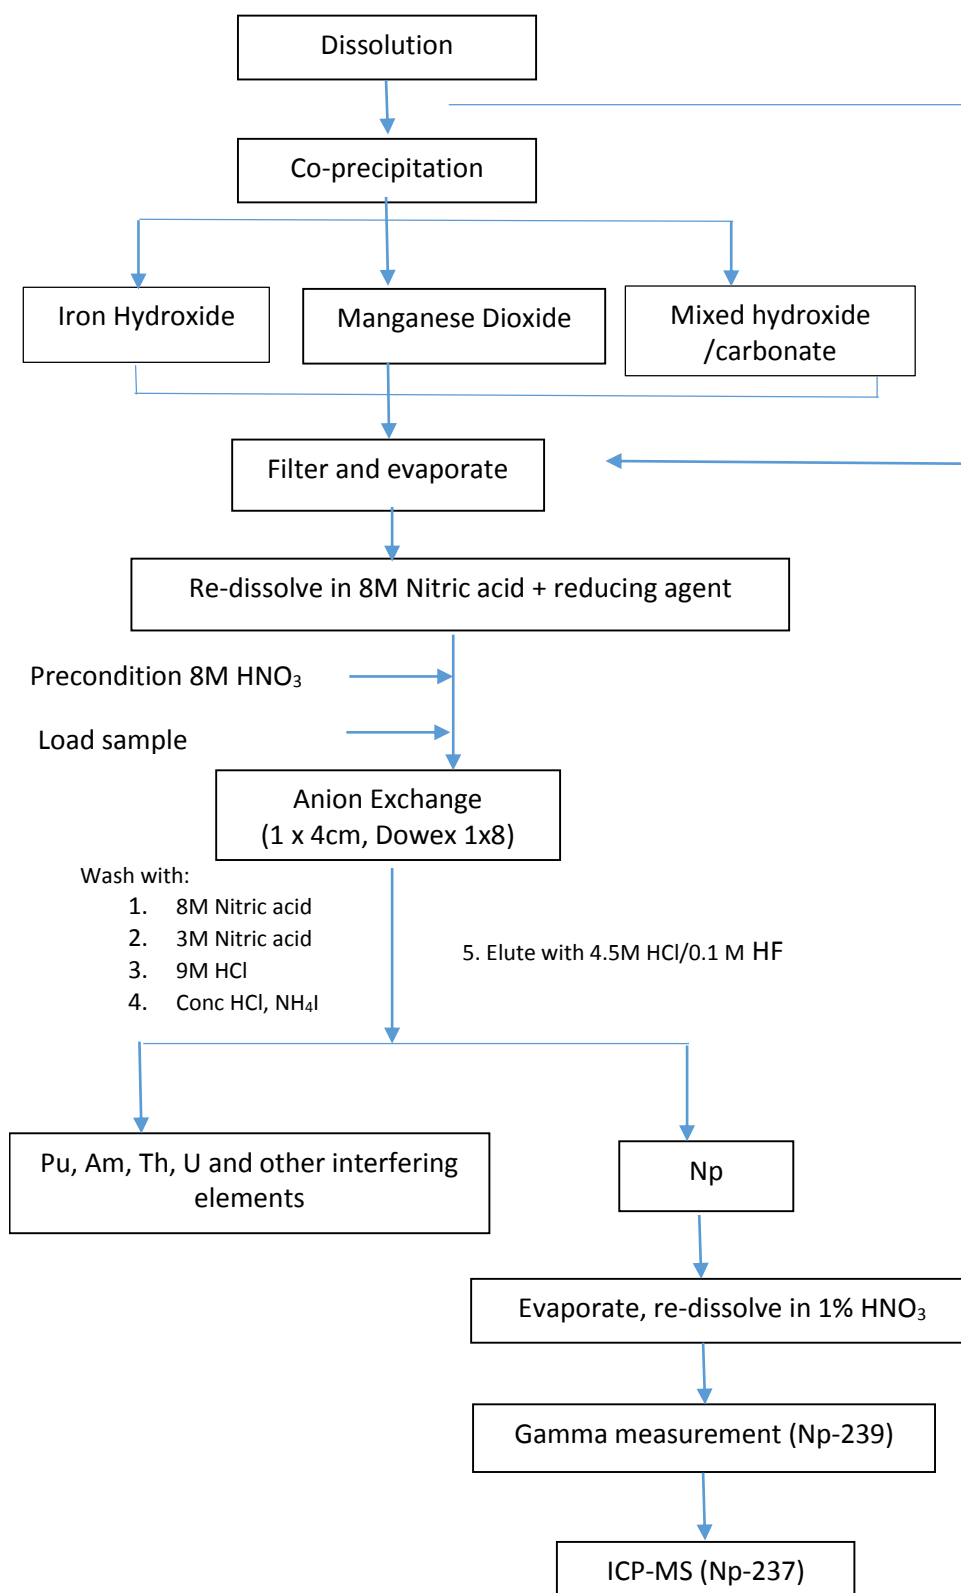 Dissolution
Co-precipitation
Iron Hydroxide
Manganese Dioxide
Mixed hydroxide
/carbonate
Filter and evaporate
Re-dissolve in 8M Nitric acid + reducing agent
Precondition 8M HNO₃
Load sample
Anion Exchange
(1 x 4cm, Dowex 1x8)
Wash with:
1. 8M Nitric acid
2. 3M Nitric acid
3. 9M HCl
4. Conc HCl, NH₄I
5. Elute with 4.5M HCl/0.1 M HF
Pu, Am, Th, U and other interfering
elements
Np
Evaporate, re-dissolve in 1% HNO₃
Gamma measurement (Np-239)
ICP-MS (Np-237)